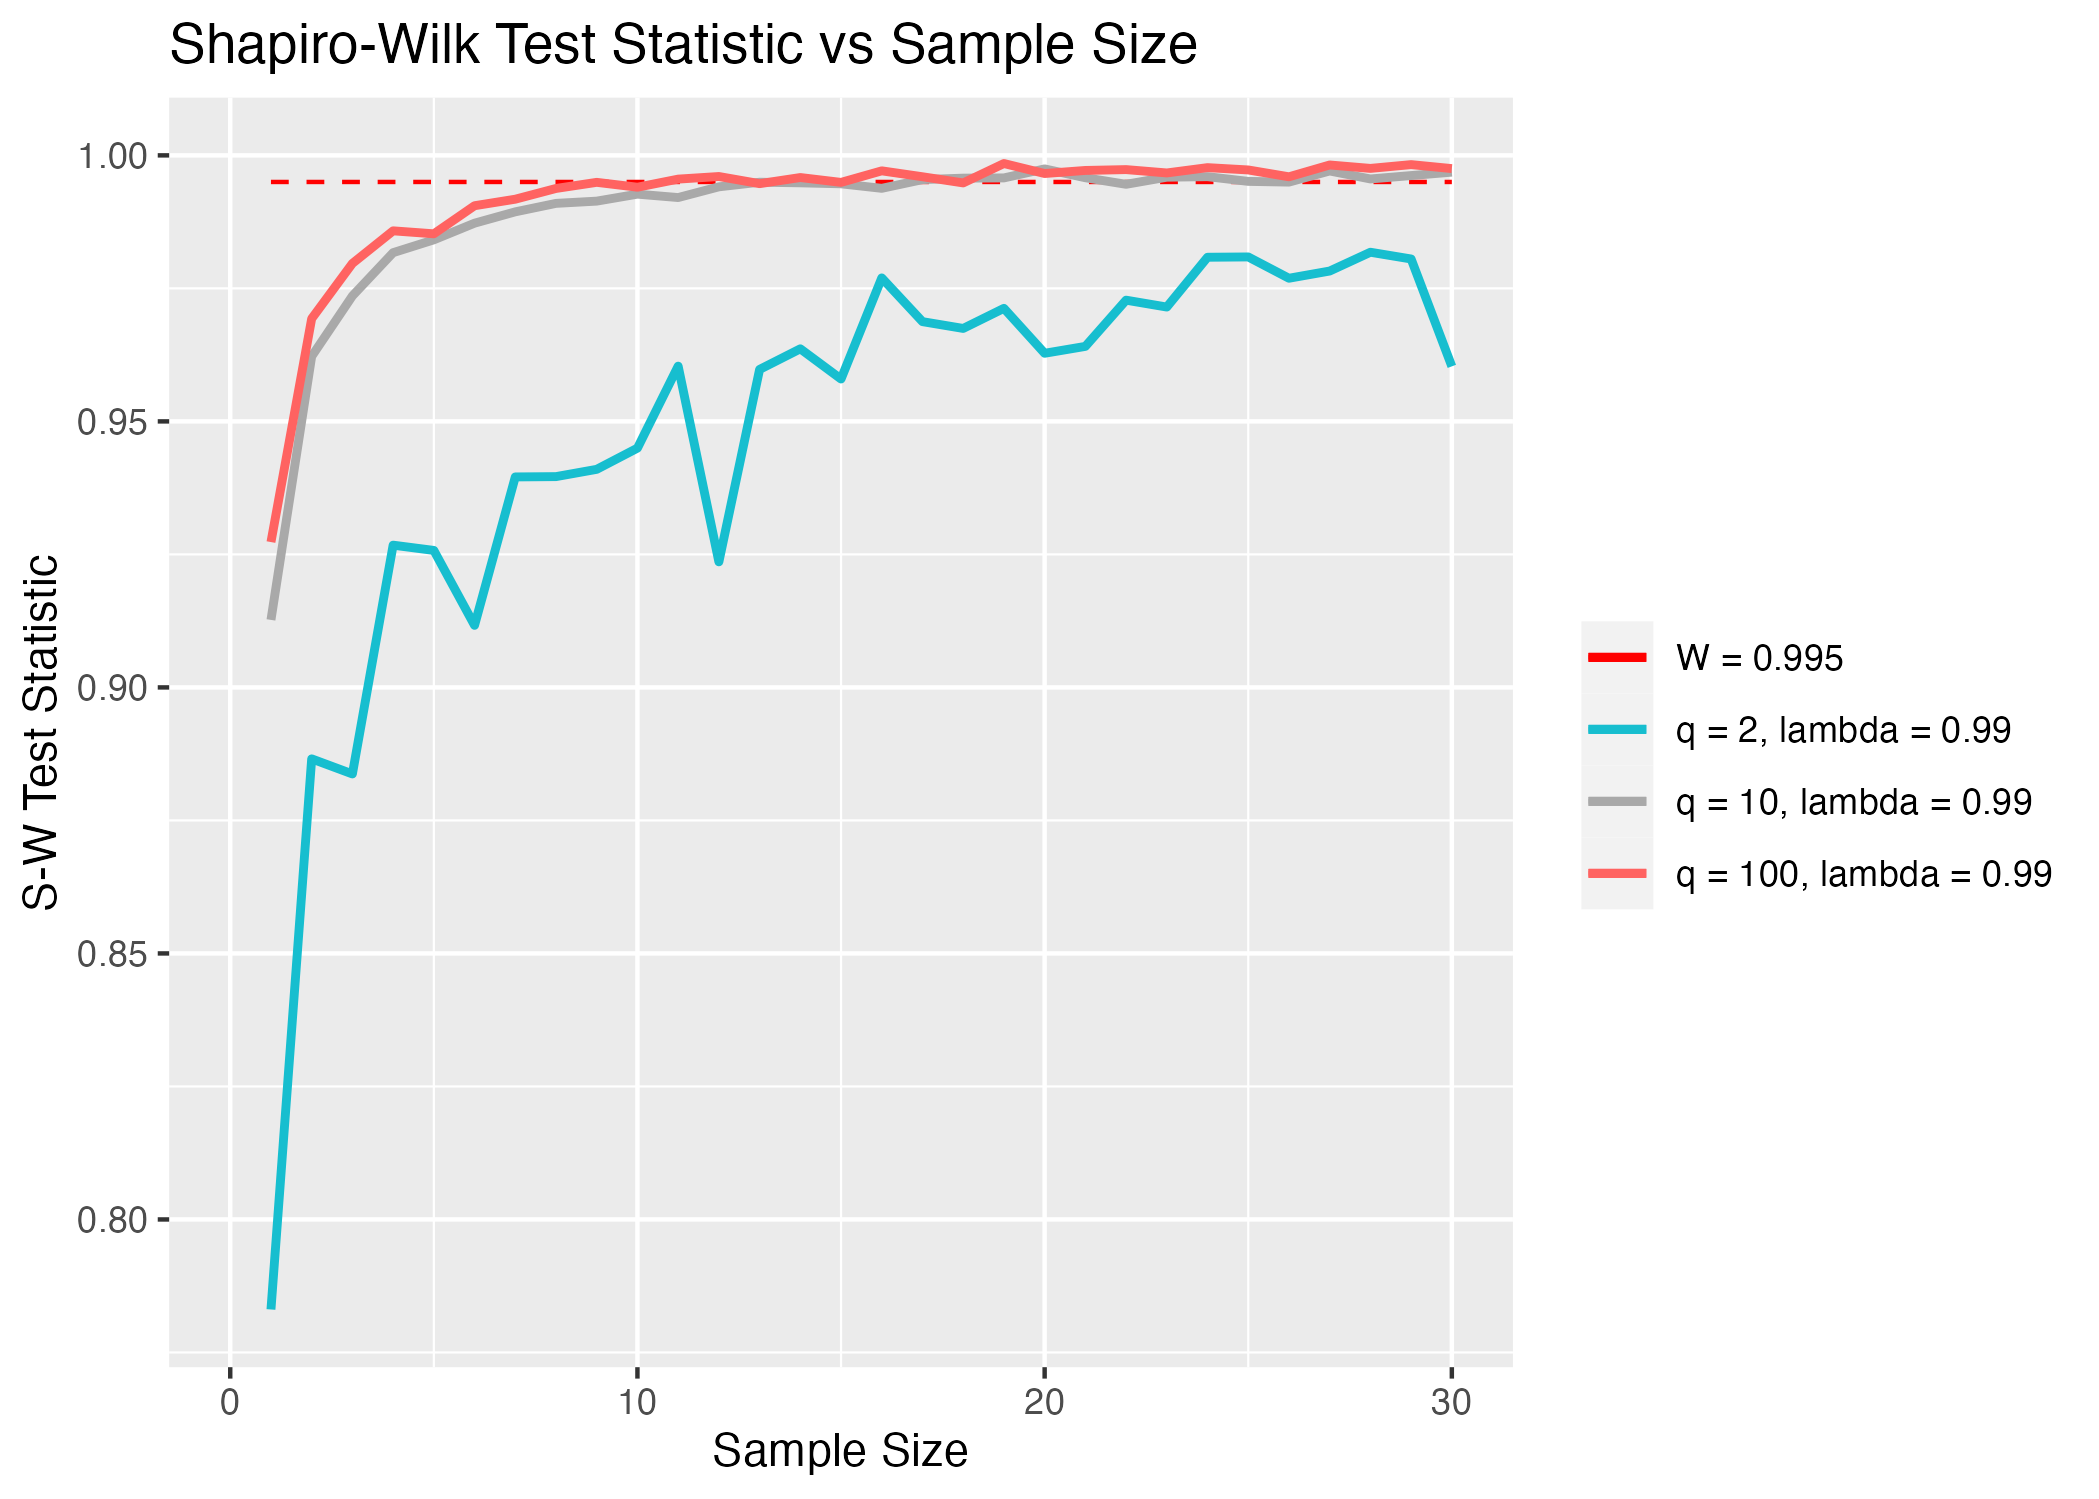 Shapiro-Wilk Test Statistic vs Sample Size
S-W Test Statistic
1.00
0.95
0.90
0.85
0.80
0
10
20
30
Sample Size
W = 0.995
q = 2, lambda = 0.99
q = 10, lambda = 0.99
q = 100, lambda = 0.99